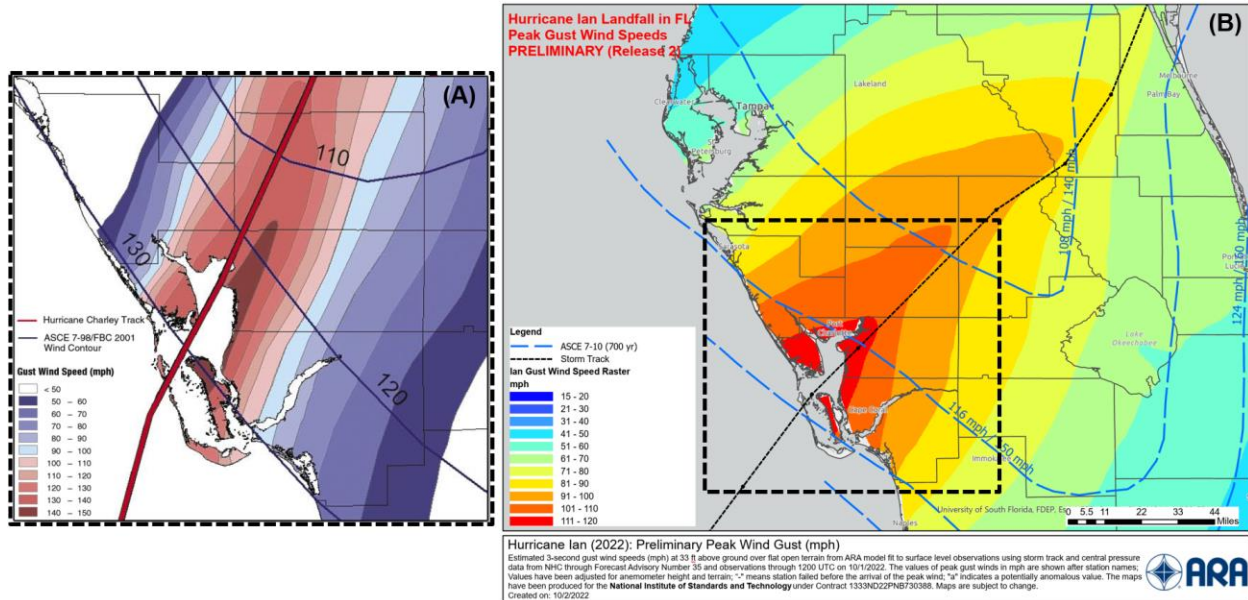 (A)
110
130
120
Hurricane Charley Track
ASCE 7-98/FBC 2001
Wind Contour
Gust Wind Speed (mph)
< 50
50 – 60
60 – 70
70 – 80
80 – 90
90 – 100
100 – 110
110 – 120
120 – 130
130 – 140
140 – 150
Hurricane Ian Landfall in FL
Peak Gust Wind Speeds
PRELIMINARY (Release 2)
(B)
Lakeland
Clearwater
Tampa
St.
Petersburg
Melbourne
Palm Bay
Sarasota
Port
Charlotte
Cape Coral
Lake
Okeechobee
Naples
108 mph / 140 mph
116 mph / 150 mph
124 mph / 160 mph
Legend
ASCE 7-10 (700 yr)
Storm Track
Ian Gust Wind Speed Raster
mph
15 - 20
21 - 30
31 - 40
41 - 50
51 - 60
61 - 70
71 - 80
81 - 90
91 - 100
101 - 110
111 - 120
University of South Florida, FDEP,
0 5.5 11 22 33 44
Miles
Hurricane Ian (2022): Preliminary Peak Wind Gust (mph)
Estimated 3-second gust wind speeds (mph) at 33 ft above ground over flat open terrain from ARA model fit to surface level observations using storm track and central pressure
data from NHC through Forecast Advisory Number 35 and observations through 1200 UTC on 10/1/2022. The values of peak gust winds in mph are shown after station names;
Values have been adjusted for anemometer height and terrain; "-" means station failed before the arrival of the peak wind; "a" indicates a potentially anomalous value. The maps
have been produced for the National Institute of Standards and Technology under Contract 1333ND22PNB730388. Maps are subject to change.
Created on: 10/2/2022
ARA